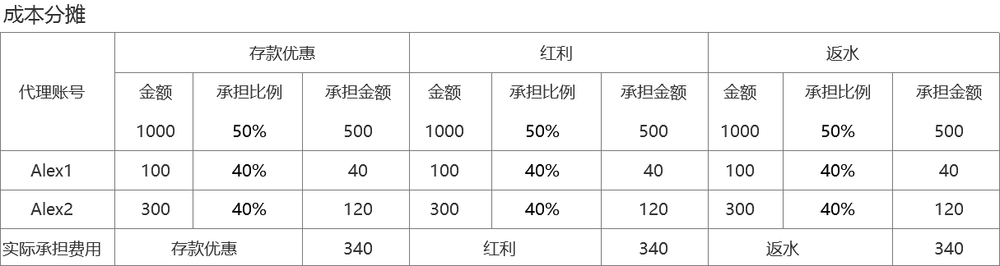 成本分摊
存款优惠 红利 返水
代理账号 金额 承担比例 承担金额 金额 承担比例 承担金额 金额 承担比例 承担金额
1000 50% 500 1000 50% 500 1000 50% 500
Alex1 100 40% 40 100 40% 40 100 40% 40
Alex2 300 40% 120 300 40% 120 300 40% 120
实际承担费用 存款优惠 340 红利 340 返水 340